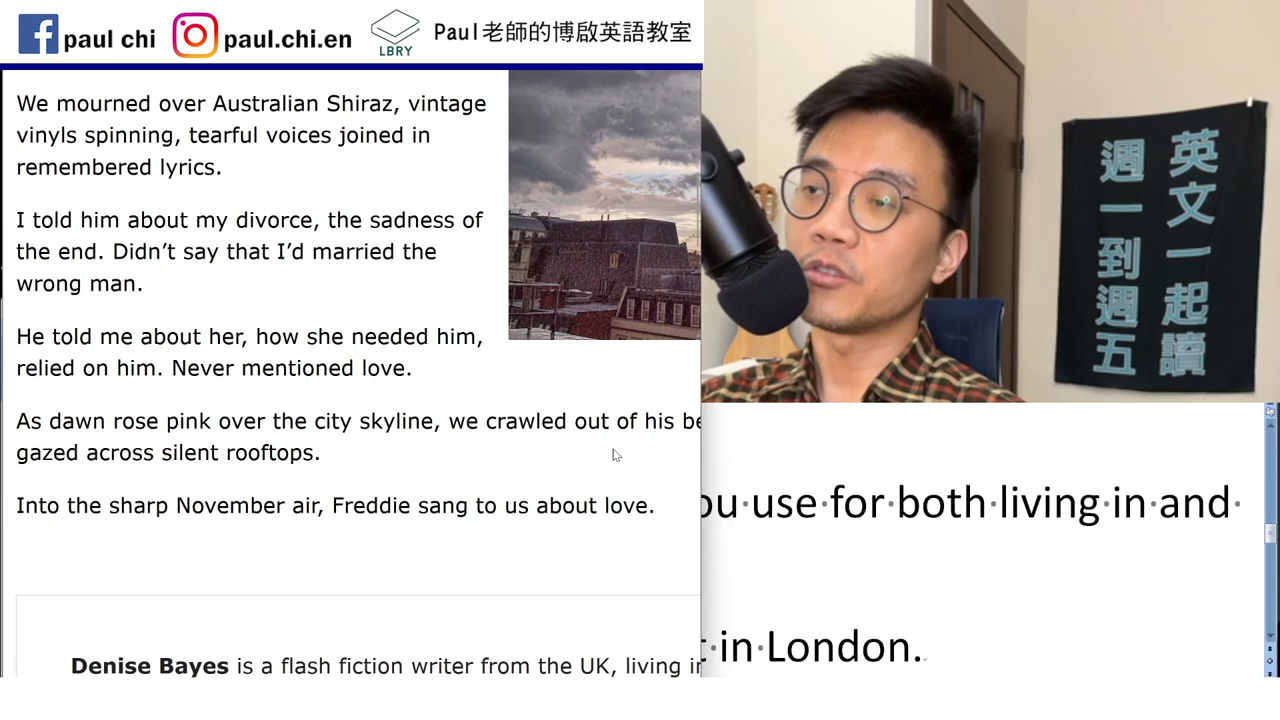 paul chi
paul.chi.en
LBRY
Paul老師的博啟英語教室
We mourned over Australian Shiraz, vintage
vinyls spinning, tearful voices joined in
remembered lyrics.
I told him about my divorce, the sadness of
the end. Didn’t say that I’d married the
wrong man.
He told me about her, how she needed him,
relied on him. Never mentioned love.
As dawn rose pink over the city skyline, we crawled out of his
gazed across silent rooftops.
Into the sharp November air, Freddie sang to us about love.
Denise Bayes is a flash fiction writer from the UK, living
英文一起讀
週一到週五
use for both living in and
in London.